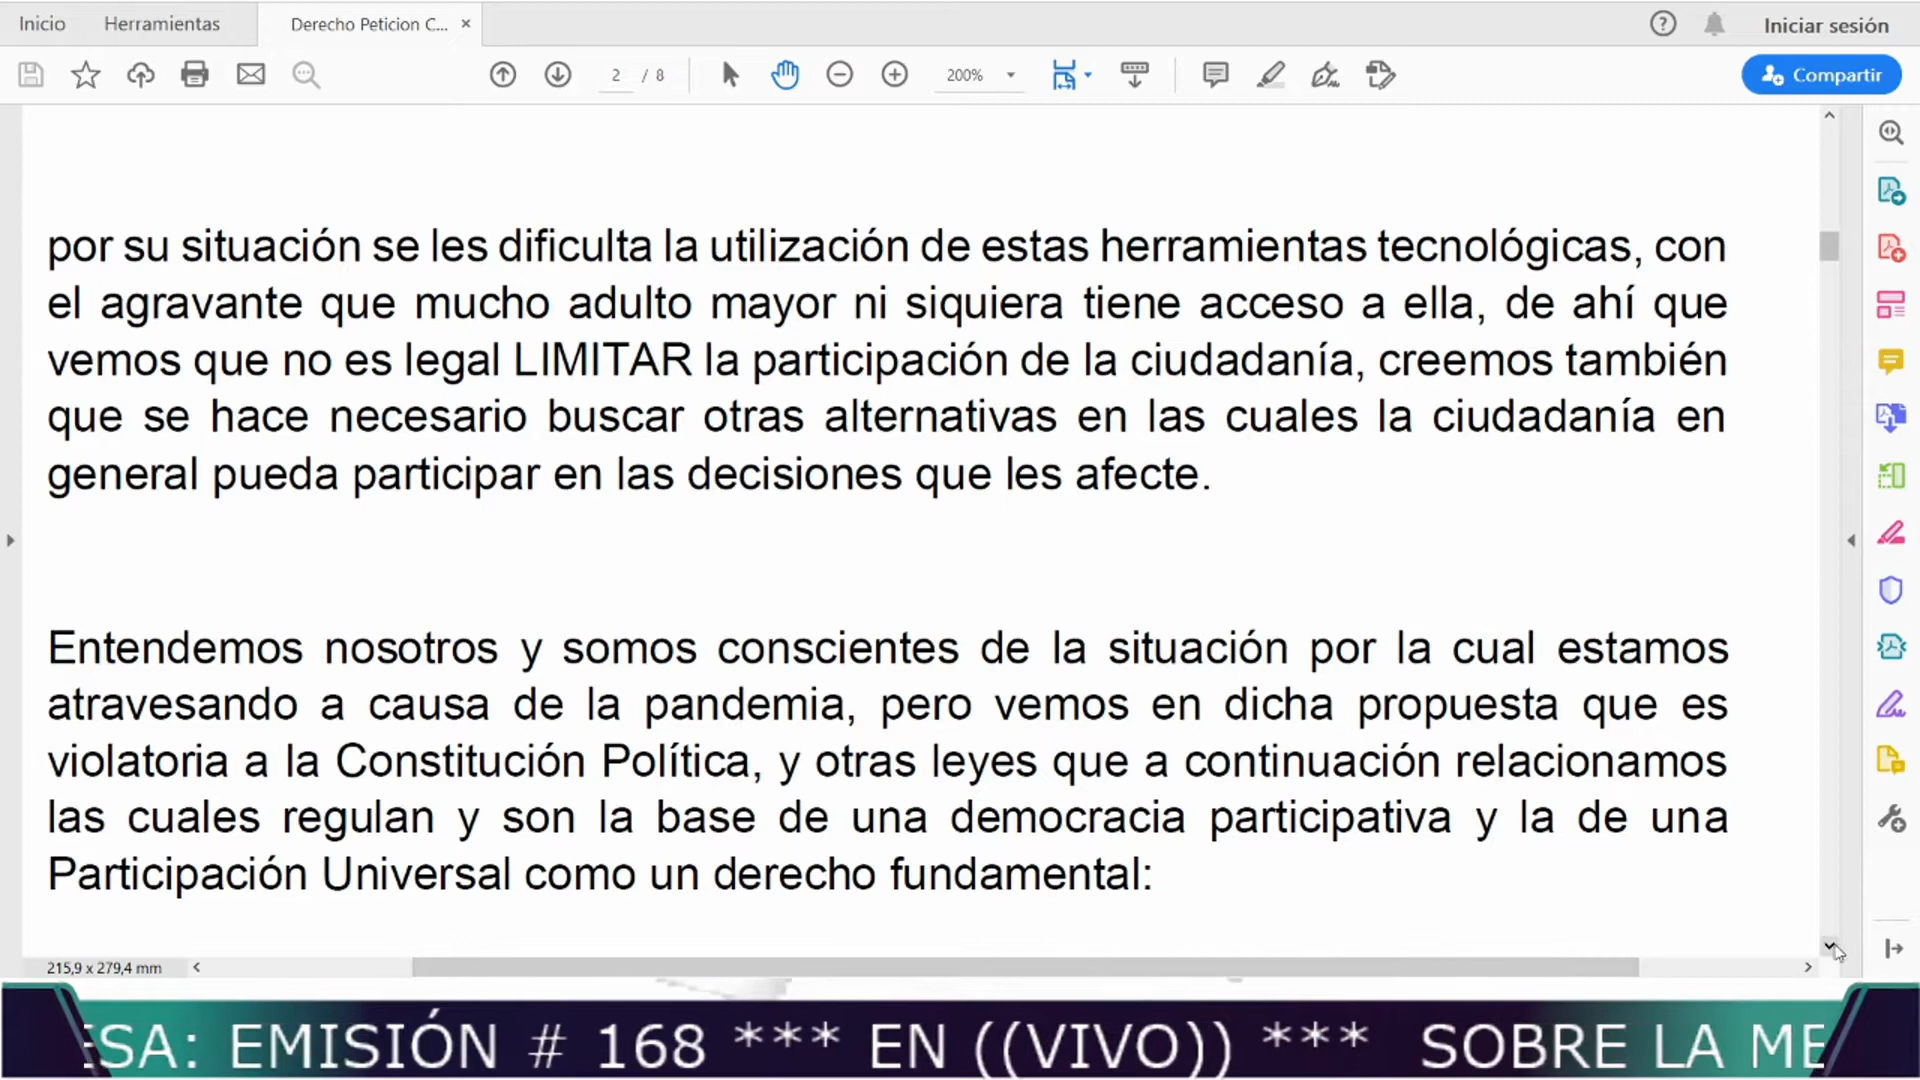 Inicio Herramientas Derecho Peticion C... Iniciar sesión
2 / 8 200% Compartir
por su situación se les dificulta la utilización de estas herramientas tecnológicas, con
el agravante que mucho adulto mayor ni siquiera tiene acceso a ella, de ahí que
vemos que no es legal LIMITAR la participación de la ciudadanía, creemos también
que se hace necesario buscar otras alternativas en las cuales la ciudadanía en
general pueda participar en las decisiones que les afecte.
Entendemos nosotros y somos conscientes de la situación por la cual estamos
atravesando a causa de la pandemia, pero vemos en dicha propuesta que es
violatoria a la Constitución Política, y otras leyes que a continuación relacionamos
las cuales regulan y son la base de una democracia participativa y la de una
Participación Universal como un derecho fundamental:
215,9 x 279,4 mm
ESA: EMISIÓN # 168 *** EN ((VIVO)) *** SOBRE LA ME